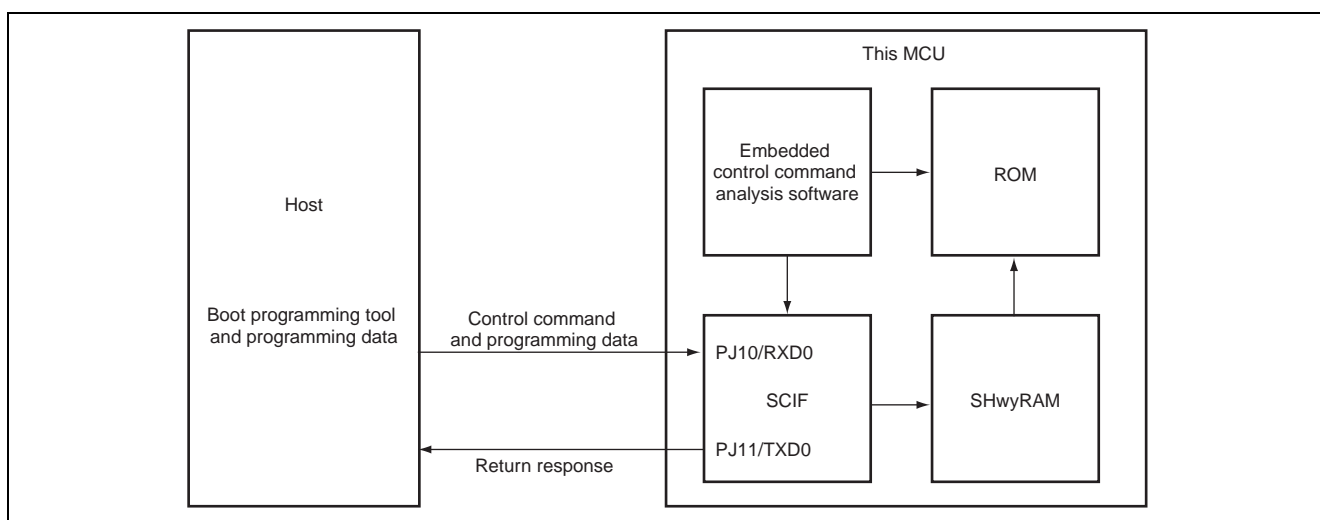 This MCU
Host
Boot programming tool
and programming data
Control command
and programming data
Return response
Embedded
control command
analysis software
ROM
PJ10/RXD0
SCIF
PJ11/TXD0
SHwyRAM